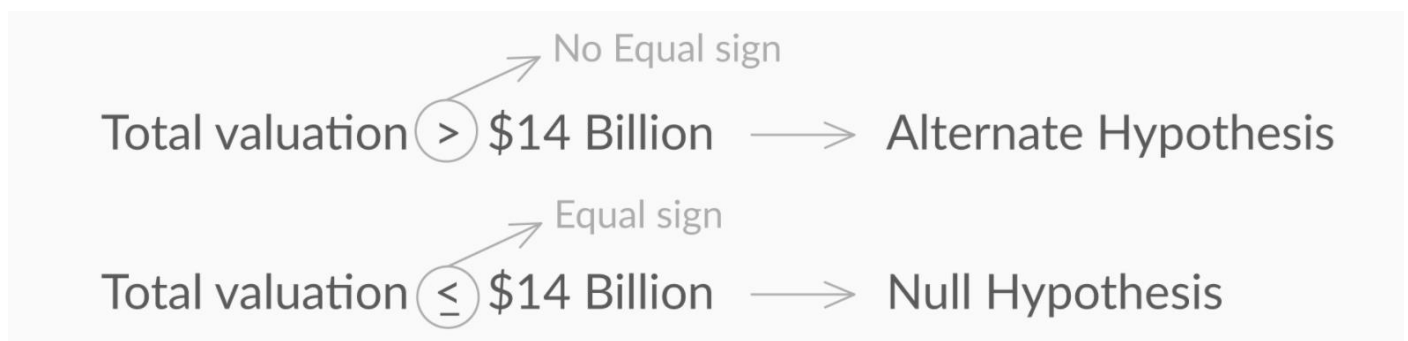 No Equal sign
Total valuation > $14 Billion → Alternate Hypothesis
Equal sign
Total valuation ≤ $14 Billion → Null Hypothesis